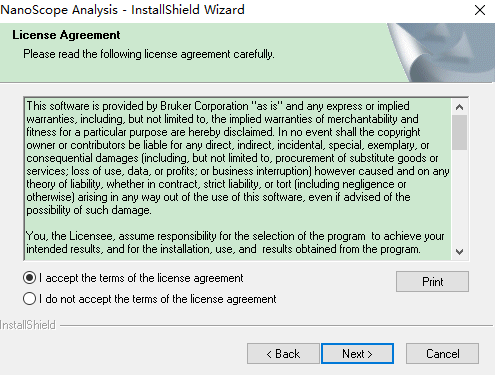 NanoScope Analysis - InstallShield Wizard
License Agreement
Please read the following license agreement carefully.
This software is provided by Bruker Corporation "as is" and any express or implied
warranties, including, but not limited to, the implied warranties of merchantability and
fitness for a particular purpose are hereby disclaimed. In no event shall the copyright
owner or contributors be liable for any direct, indirect, incidental, special, exemplary, or
consequential damages (including, but not limited to, procurement of substitute goods or
services; loss of use, data, or profits; or business interruption) however caused and on any
theory of liability, whether in contract, strict liability, or tort (including negligence or
otherwise) arising in any way out of the use of this software, even if advised of the
possibility of such damage.
You, the Licensee, assume responsibility for the selection of the program to achieve your
intended results, and for the installation, use, and results obtained from the program.
I accept the terms of the license agreement
Print
I do not accept the terms of the license agreement
InstallShield
< Back
Next >
Cancel